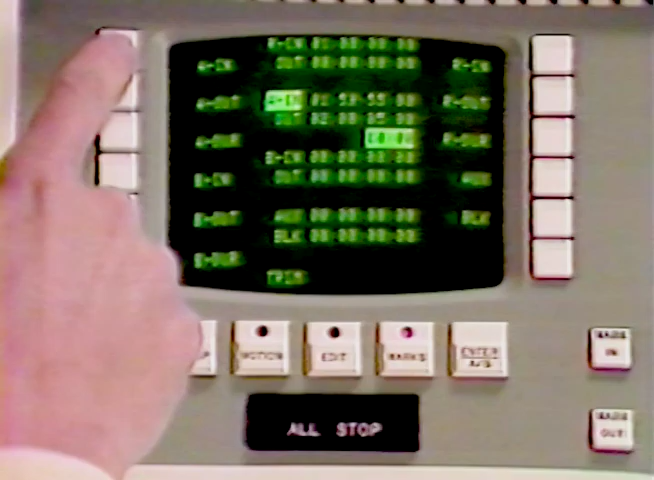 R-IN 01:00:00:00
A-IN OUT 00:00:00:00 R-IN
A-OUT A-IN 01:59:55:00 R-OUT
OUT 02:00:05:00
A-DUR R-DUR
B-IN 00:00:00:00
B-IN OUT 00:00:00:00 AUX
B-OUT AUX 00:00:00:00 BLK
BLK 00:00:00:00
B-DUR
TRIM
MOTION EDIT MARKS ENTER MARK IN
ALL STOP
MARK OUT